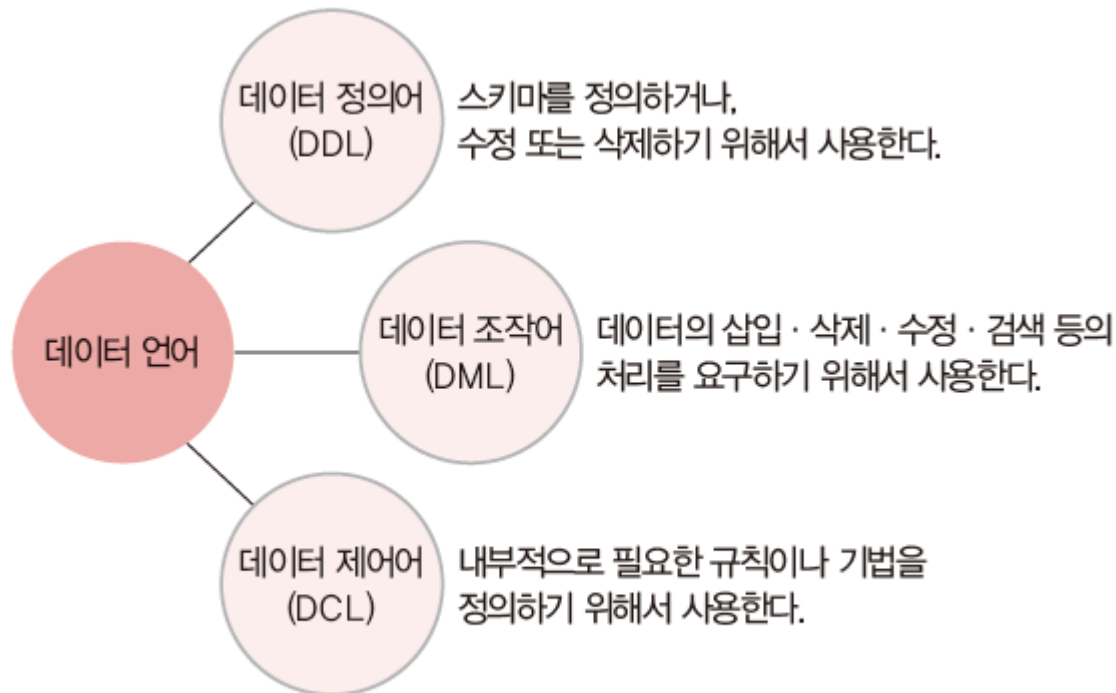 데이터 정의어
(DDL)
스키마를 정의하거나,
수정 또는 삭제하기 위해서 사용한다.
데이터 언어
데이터 조작어
(DML)
데이터의 삽입 · 삭제 · 수정 · 검색 등의
처리를 요구하기 위해서 사용한다.
데이터 제어어
(DCL)
내부적으로 필요한 규칙이나 기법을
정의하기 위해서 사용한다.